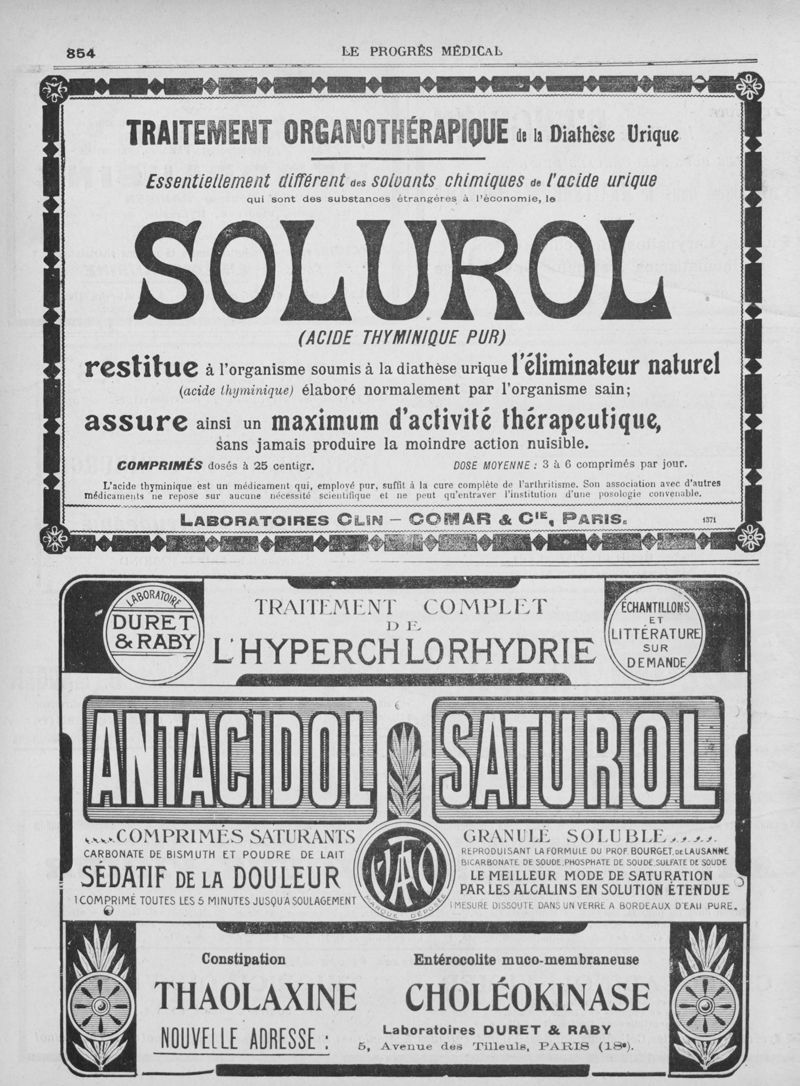 854
LE PROGRÈS MÉDICAL
TRAITEMENT ORGANOTHÉRAPIQUE de la Diathèse Urique
Essentiellement différent des solvants chimiques de l'acide urique
qui sont des substances étrangères à l'économie, le
SOLUROL
(ACIDE THYMINIQUE PUR)
restitue à l'organisme soumis à la diathèse urique l'éliminateur naturel
(acide thyminique) élaboré normalement par l'organisme sain;
assure ainsi un maximum d'activité thérapeutique,
sans jamais produire la moindre action nuisible.
COMPRIMÉS dosés à 25 centigr. DOSE MOYENNE : 3 à 6 comprimés par jour.
L'acide thyminique est un médicament qui, employé pur, suffit à la cure complète de l'arthritisme. Son association avec d'autres
médicaments ne repose sur aucune nécessité scientifique et ne peut qu'entraver l'institution d'une posologie convenable.
LABORATOIRES CLIN – COMAR & CIE, PARIS. 1371
LABORATOIRE
DURET
& RABY
TRAITEMENT COMPLET
DE
L'HYPERCHLORHYDRIE
ÉCHANTILLONS
ET
LITTÉRATURE
SUR
DEMANDE
ANTACIDOL
SATUROL
COMPRIMÉS SATURANTS
CARBONATE DE BISMUTH ET POUDRE DE LAIT
SÉDATIF DE LA DOULEUR
1 COMPRIMÉ TOUTES LES 5 MINUTES JUSQU'À SOULAGEMENT
MARQUE DÉPOSÉE
GRANULÉ SOLUBLE
REPRODUISANT LA FORMULE DU PROF. BOURGET, DE LAUSANNE
BICARBONATE DE SOUDE, PHOSPHATE DE SOUDE, SULFATE DE SOUDE
LE MEILLEUR MODE DE SATURATION
PAR LES ALCALINS EN SOLUTION ÉTENDUE
1 MESURE DISSOUTE DANS UN VERRE A BORDEAUX D'EAU PURE.
Constipation
THAOLAXINE
Entérocolite muco-membraneuse
CHOLÉOKINASE
NOUVELLE ADRESSE :
Laboratoires DURET & RABY
5, Avenue des Tilleuls, PARIS (18e).